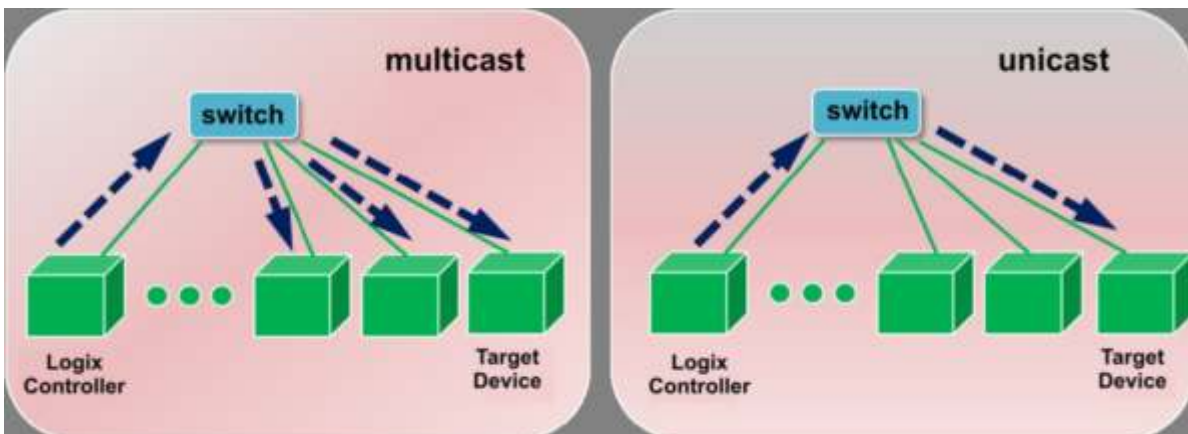 multicast
switch
Logix
Controller
Target
Device
unicast
switch
Logix
Controller
Target
Device